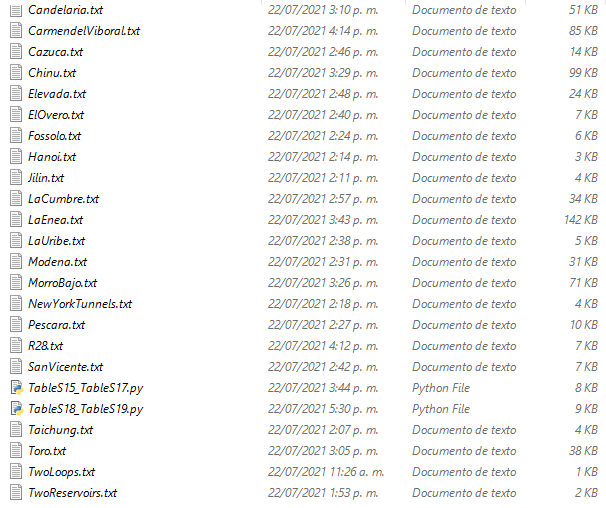 Candelaria.txt 22/07/2021 3:10 p. m. Documento de texto 51 KB
CarmendelViboral.txt 22/07/2021 4:14 p. m. Documento de texto 85 KB
Cazuca.txt 22/07/2021 2:46 p. m. Documento de texto 14 KB
Chinu.txt 22/07/2021 3:29 p. m. Documento de texto 99 KB
Elevada.txt 22/07/2021 2:48 p. m. Documento de texto 24 KB
ElOvero.txt 22/07/2021 2:40 p. m. Documento de texto 7 KB
Fossolo.txt 22/07/2021 2:24 p. m. Documento de texto 6 KB
Hanoi.txt 22/07/2021 2:14 p. m. Documento de texto 3 KB
Jilin.txt 22/07/2021 2:11 p. m. Documento de texto 4 KB
LaCumbre.txt 22/07/2021 2:57 p. m. Documento de texto 34 KB
LaEnea.txt 22/07/2021 3:43 p. m. Documento de texto 142 KB
LaUribe.txt 22/07/2021 2:38 p. m. Documento de texto 5 KB
Modena.txt 22/07/2021 2:31 p. m. Documento de texto 31 KB
MorroBajo.txt 22/07/2021 3:26 p. m. Documento de texto 71 KB
NewYorkTunnels.txt 22/07/2021 2:18 p. m. Documento de texto 4 KB
Pescara.txt 22/07/2021 2:27 p. m. Documento de texto 10 KB
R28.txt 22/07/2021 4:12 p. m. Documento de texto 7 KB
SanVicente.txt 22/07/2021 2:42 p. m. Documento de texto 7 KB
TableS15_TableS17.py 22/07/2021 3:44 p. m. Python File 8 KB
TableS18_TableS19.py 22/07/2021 5:30 p. m. Python File 9 KB
Taichung.txt 22/07/2021 2:07 p. m. Documento de texto 4 KB
Toro.txt 22/07/2021 3:05 p. m. Documento de texto 38 KB
TwoLoops.txt 22/07/2021 11:26 a. m. Documento de texto 1 KB
TwoReservoirs.txt 22/07/2021 1:53 p. m. Documento de texto 2 KB